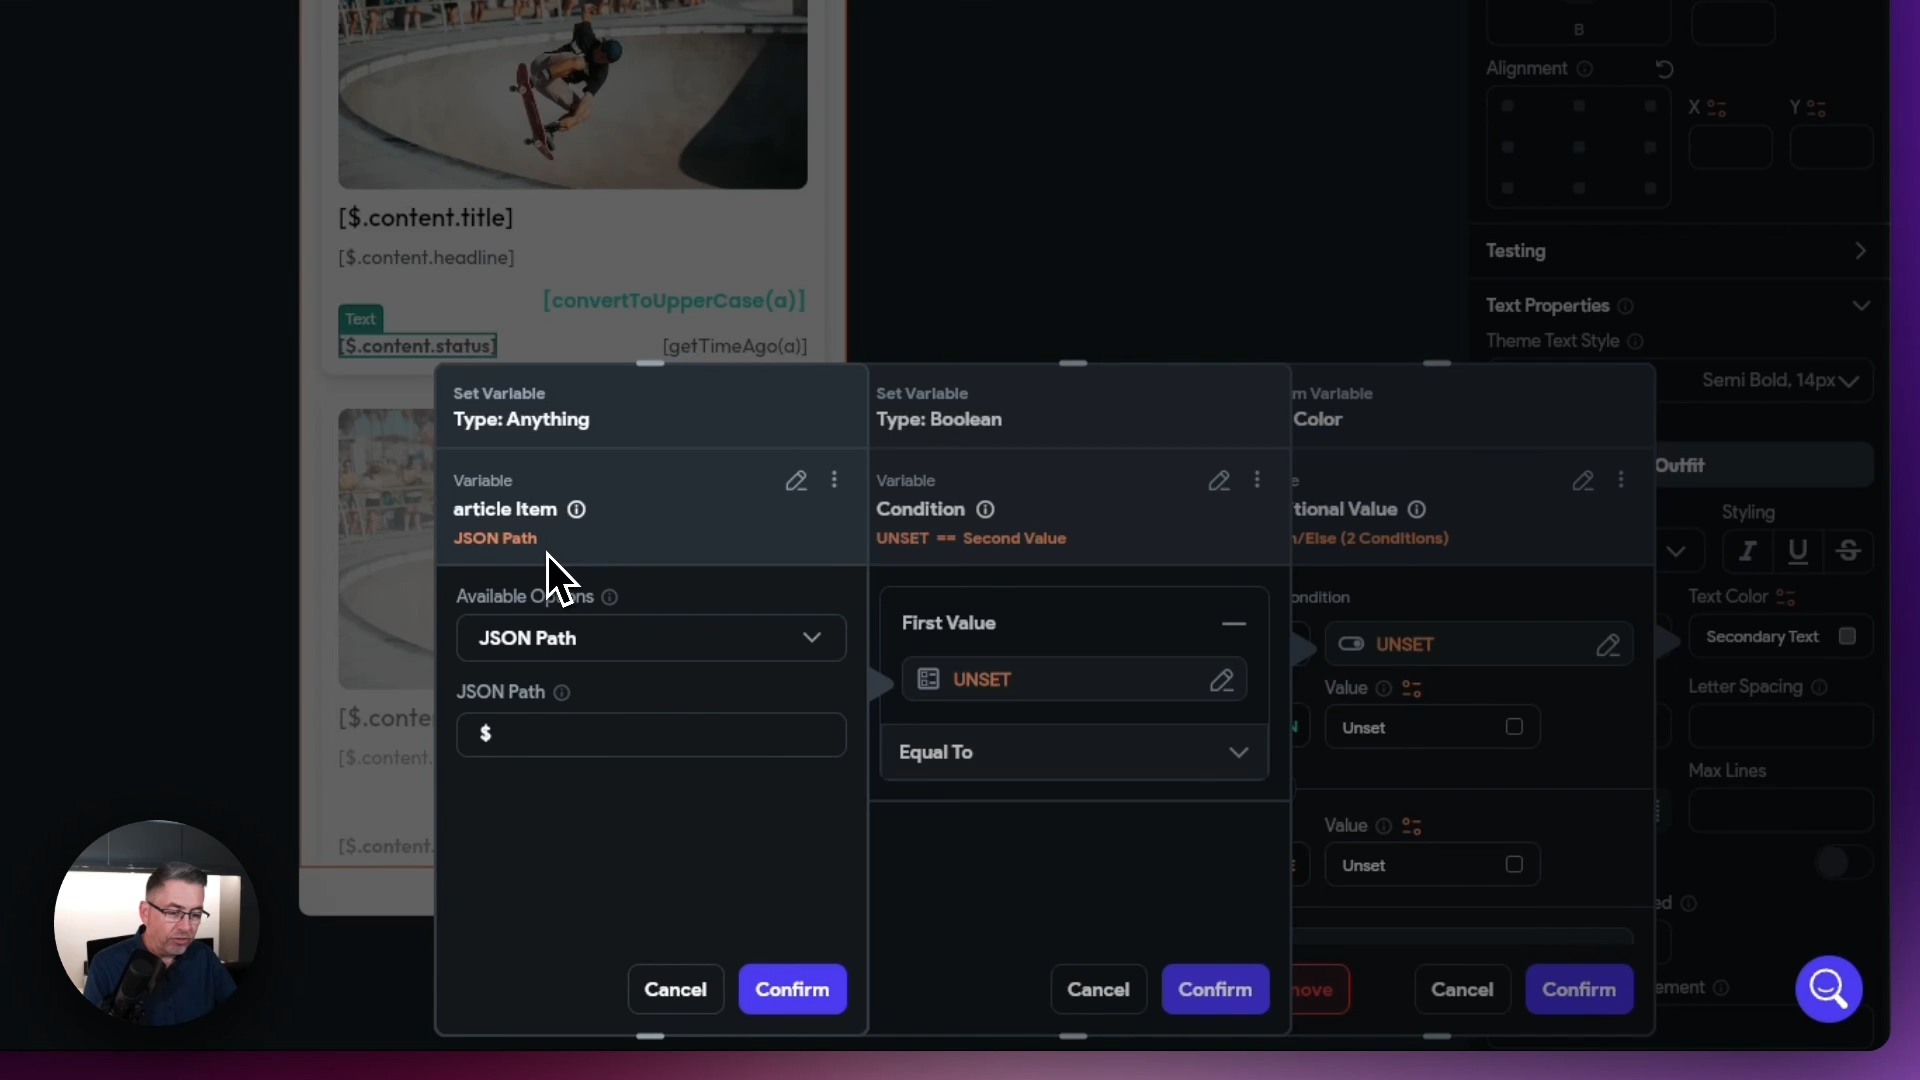 B
Alignment
X
Y
[$.content.title]
[$.content.headline]
[convertToUpperCase(a)]
Text
[$.content.status]
[getTimeAgo(a)]
Testing
Text Properties
Theme Text Style
Semi Bold, 14px
Set Variable
Type: Anything
Variable
article Item
JSON Path
Available Options
JSON Path
JSON Path
$
Cancel
Confirm
Set Variable
Type: Boolean
Variable
Condition
UNSET == Second Value
First Value
UNSET
Equal To
Cancel
Confirm
m Variable
Color
e
tional Value
n/Else (2 Conditions)
ondition
UNSET
Value
N
Unset
Value
E
Unset
nove
Cancel
Confirm
Outfit
Styling
I U S
Text Color
Secondary Text
Letter Spacing
Max Lines
ed
ement
[$.conte
[$.content.
[$.content.